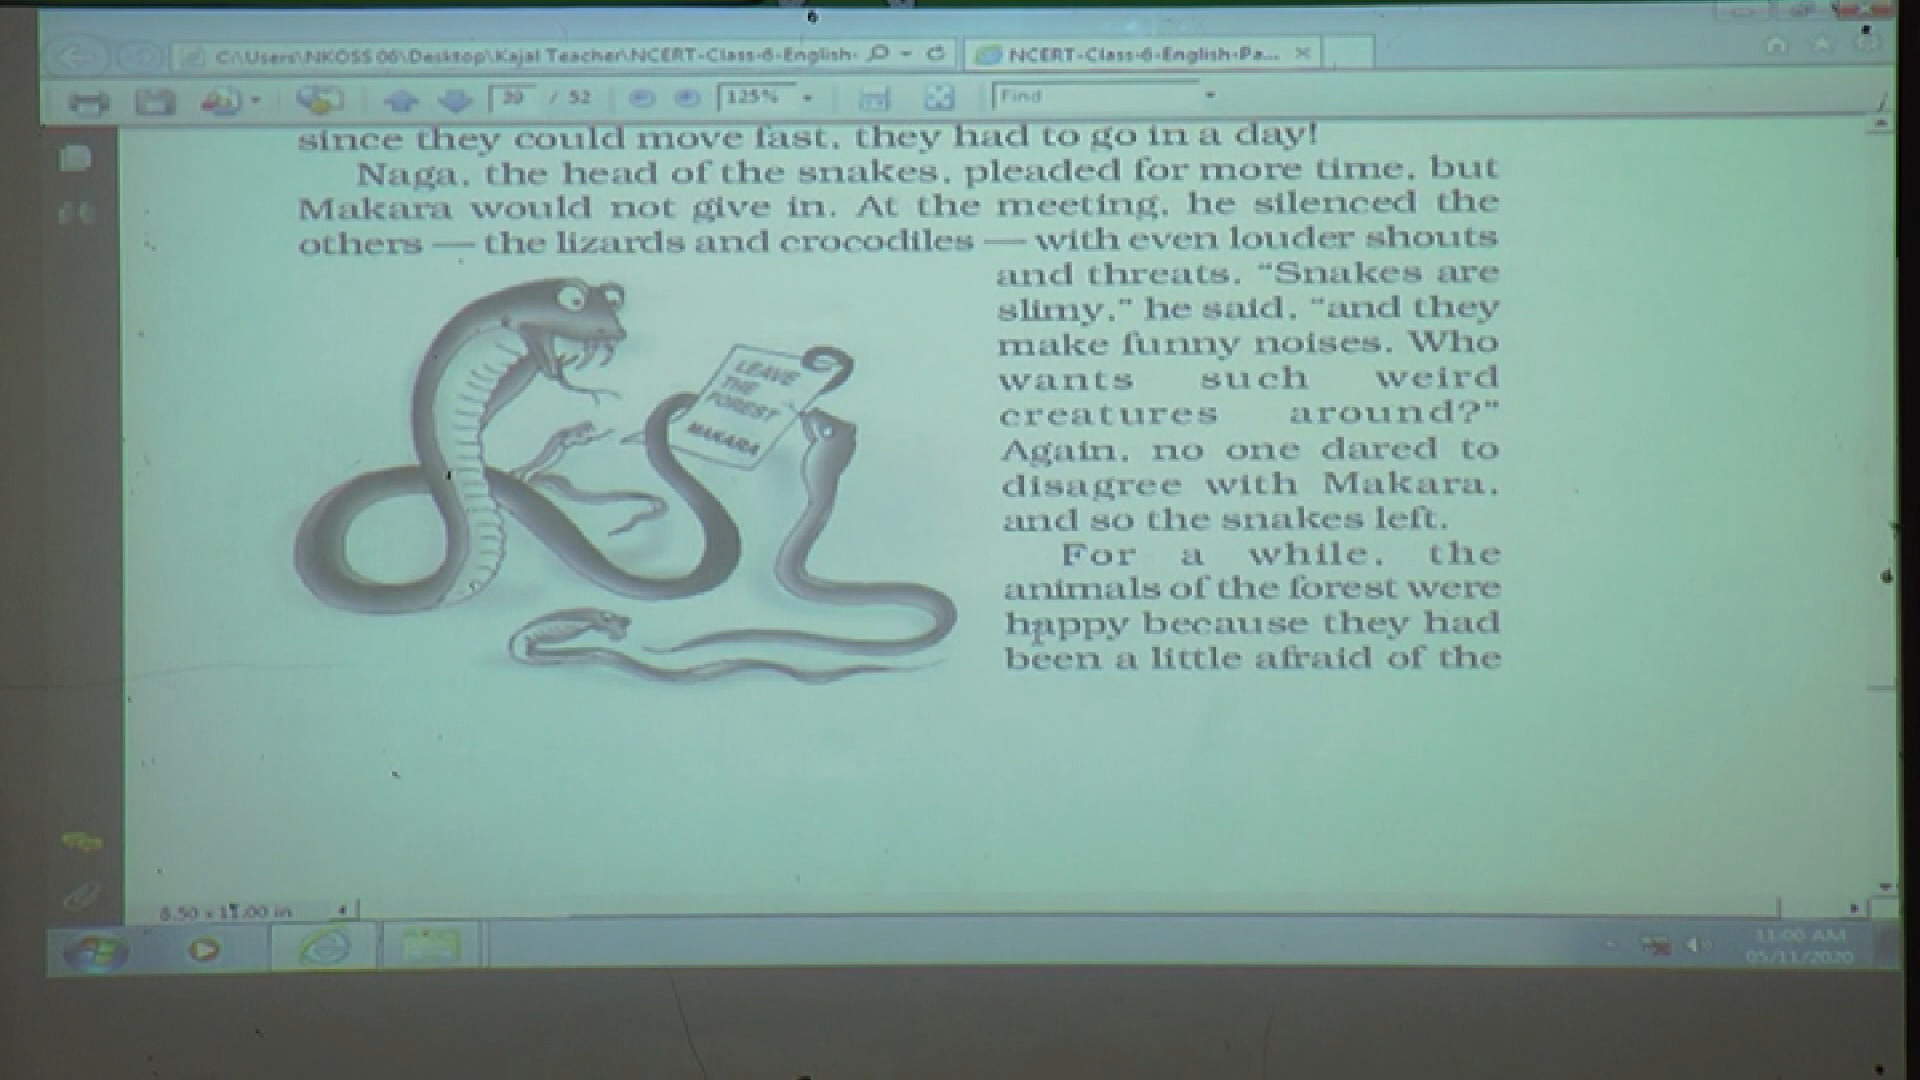 C:\Users\NKOSS 06\Desktop\Kajal Teacher\NCERT-Class-6-English-
NCERT-Class-6-English-Pa...
39 / 52
125%
Find
since they could move fast, they had to go in a day!
Naga, the head of the snakes, pleaded for more time, but
Makara would not give in. At the meeting, he silenced the
others — the lizards and crocodiles — with even louder shouts
and threats. “Snakes are
slimy,” he said, “and they
make funny noises. Who
wants such weird
creatures around?”
Again, no one dared to
disagree with Makara,
and so the snakes left.
For a while, the
animals of the forest were
happy because they had
been a little afraid of the
LEAVE
THE
FOREST
MAKARA
8.50 x 11.00 in
11:00 AM
05/11/2020